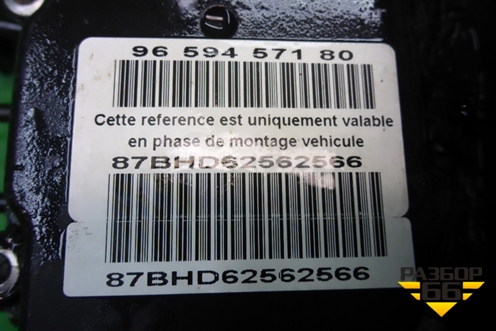 96 594 571 80
Cette reference est uniquement valable
en phase de montage vehicule
87BHD62562566
87BHD62562566
РАЗБОР
66